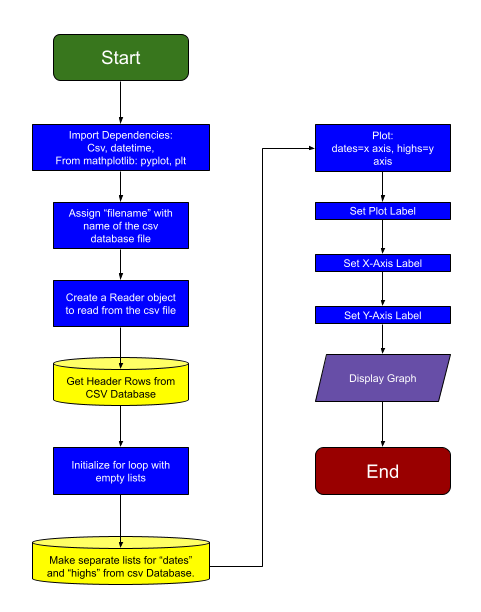 Start
Import Dependencies:
Csv, datetime,
From mathplotlib: pyplot, plt
Assign “filename” with
name of the csv
database file
Create a Reader object
to read from the csv file
Get Header Rows from
CSV Database
Initialize for loop with
empty lists
Make separate lists for “dates”
and “highs” from csv Database.
Plot:
dates=x axis, highs=y
axis
Set Plot Label
Set X-Axis Label
Set Y-Axis Label
Display Graph
End